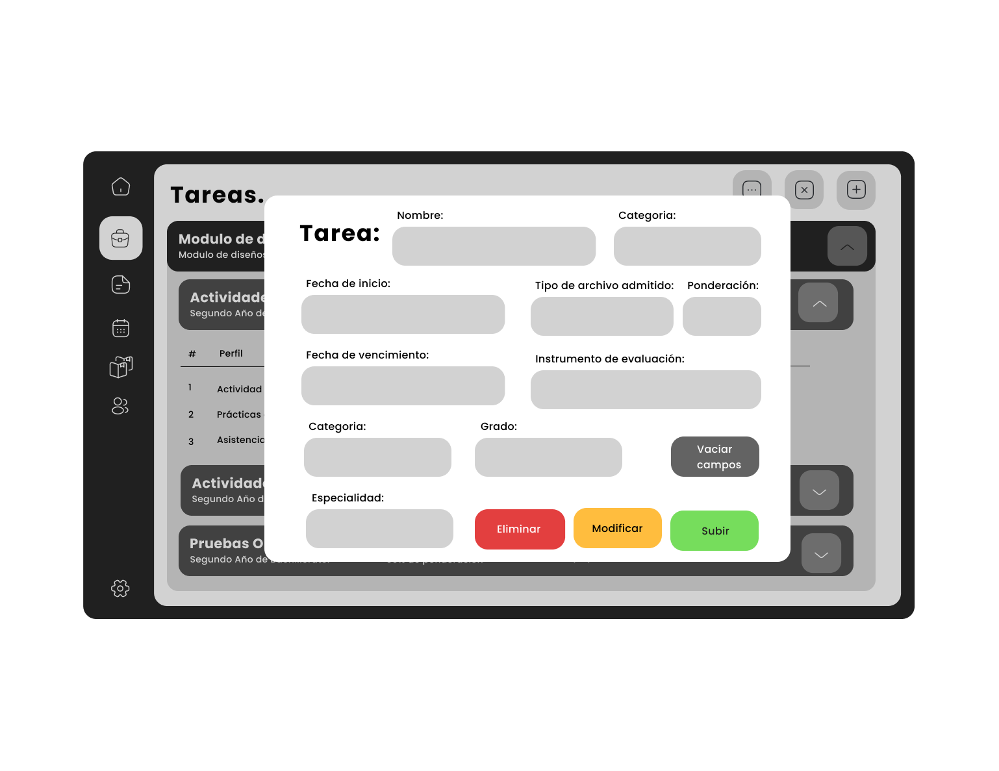 Tareas.
Modulo de d
Modulo de diseños
Actividade
Segundo Año de
# Perfil
1 Actividad
2 Prácticas
3 Asistencia
Actividad
Segundo Año d
Pruebas O
Segundo Año de
Tarea:
Nombre:
Categoria:
Fecha de inicio:
Tipo de archivo admitido:
Ponderación:
Fecha de vencimiento:
Instrumento de evaluación:
Categoria:
Grado:
Vaciar
campos
Especialidad:
Eliminar
Modificar
Subir